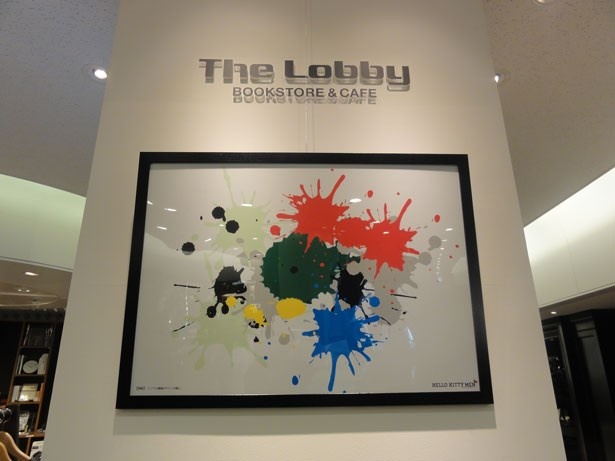 The Lobby
BOOKSTORE & CAFE
HELLO KITTY MEN